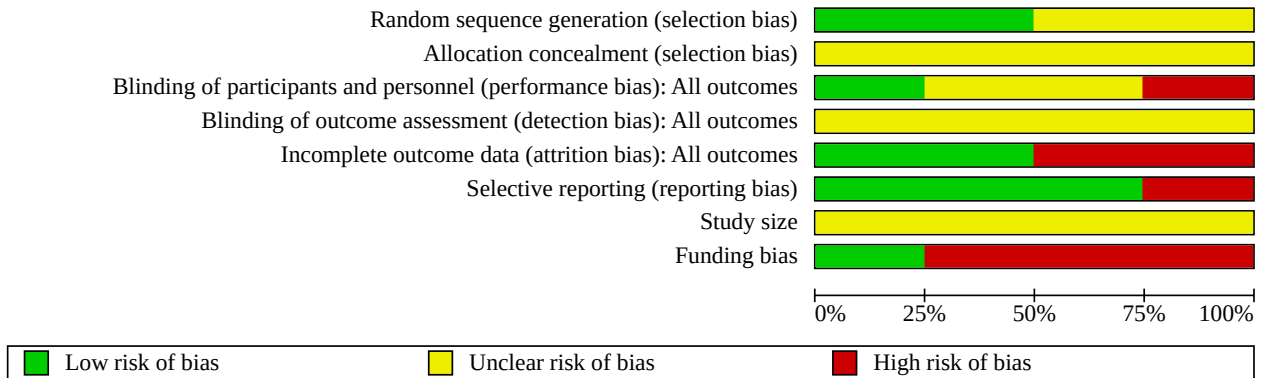 Random sequence generation (selection bias)
Allocation concealment (selection bias)
Blinding of participants and personnel (performance bias): All outcomes
Blinding of outcome assessment (detection bias): All outcomes
Incomplete outcome data (attrition bias): All outcomes
Selective reporting (reporting bias)
Study size
Funding bias
0% 25% 50% 75% 100%
Low risk of bias Unclear risk of bias High risk of bias